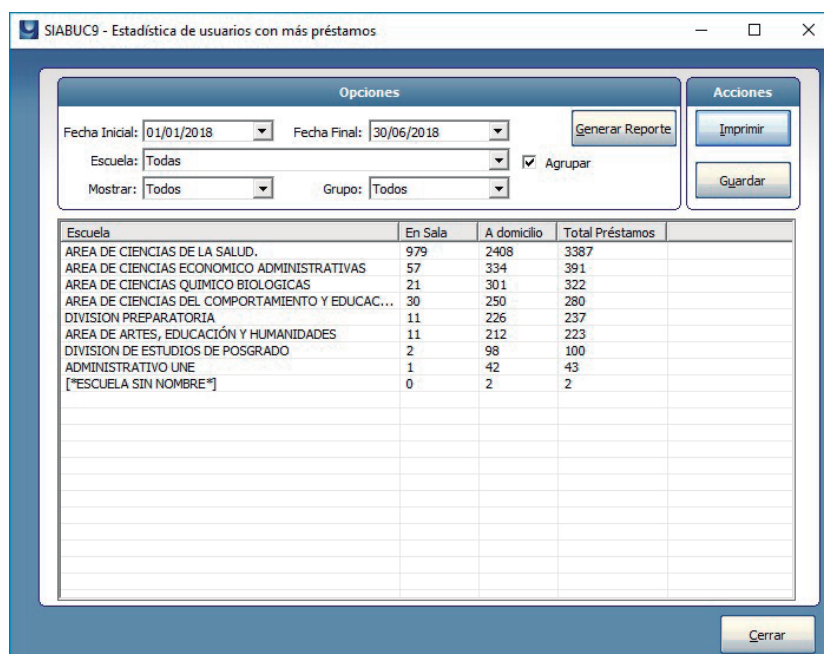 SIABUC9 - Estadística de usuarios con más préstamos
Opciones
Acciones
Fecha Inicial: 01/01/2018 Fecha Final: 30/06/2018 Generar Reporte Imprimir
Escuela: Todas Agrupar
Mostrar: Todos Grupo: Todos Guardar
Escuela En Sala A domicilio Total Préstamos
AREA DE CIENCIAS DE LA SALUD. 979 2408 3387
AREA DE CIENCIAS ECONOMICO ADMINISTRATIVAS 57 334 391
AREA DE CIENCIAS QUIMICO BIOLOGICAS 21 301 322
AREA DE CIENCIAS DEL COMPORTAMIENTO Y EDUCAC... 30 250 280
DIVISION PREPARATORIA 11 226 237
AREA DE ARTES, EDUCACIÓN Y HUMANIDADES 11 212 223
DIVISION DE ESTUDIOS DE POSGRADO 2 98 100
ADMINISTRATIVO UNE 1 42 43
[*ESCUELA SIN NOMBRE*] 0 2 2
Cerrar